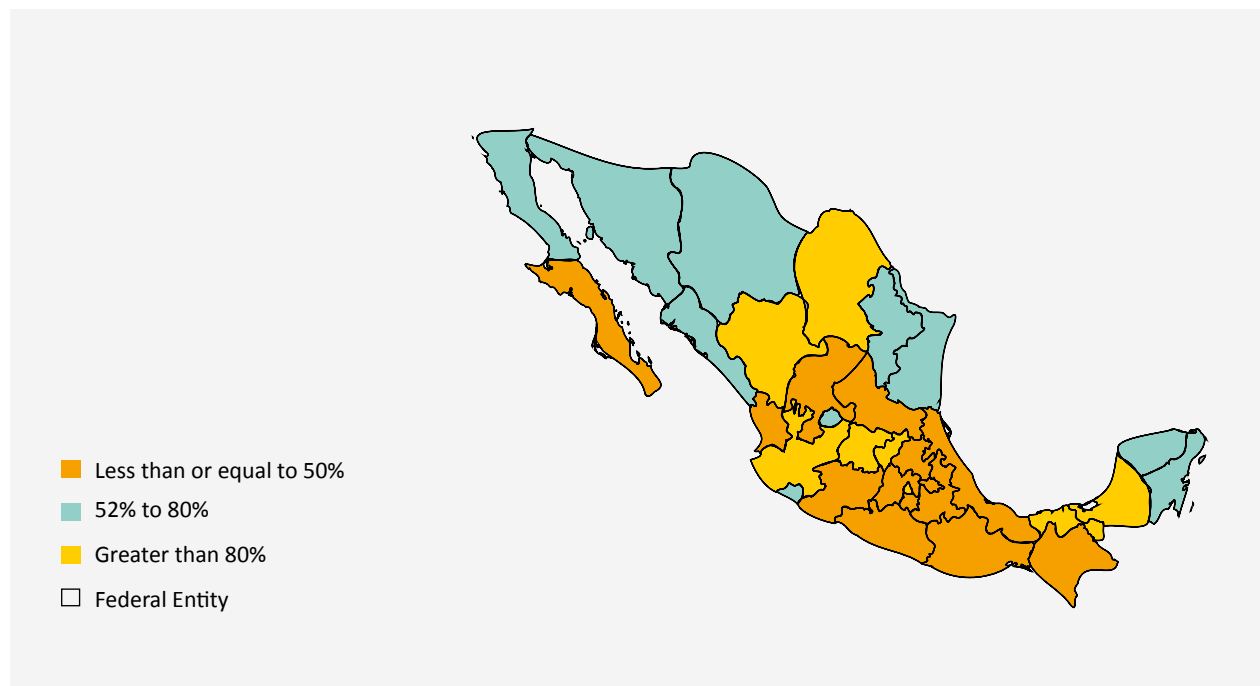 Less than or equal to 50%
52% to 80%
Greater than 80%
Federal Entity